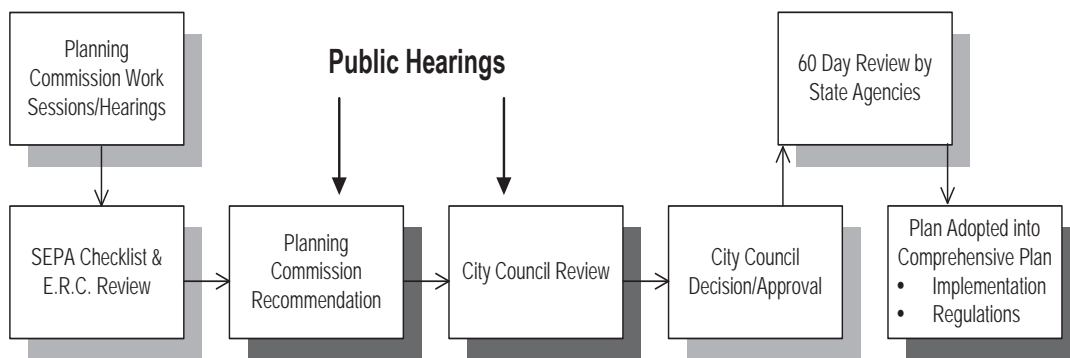 Planning
Commission Work
Sessions/Hearings
Public Hearings
60 Day Review by
State Agencies
SEPA Checklist &
E.R.C. Review
Planning
Commission
Recommendation
City Council Review
City Council
Decision/Approval
Plan Adopted into
Comprehensive Plan
• Implementation
• Regulations